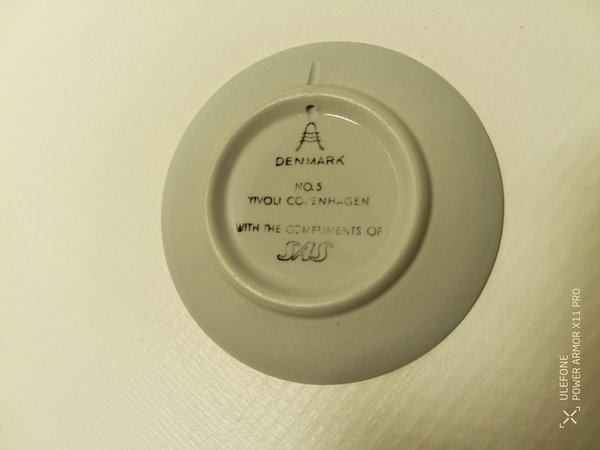 DENMARK
NO.5
TIVOLI COPENHAGEN
WITH THE COMPLIMENTS OF
SAS
ULEFONE
POWER ARMOR X11 PRO